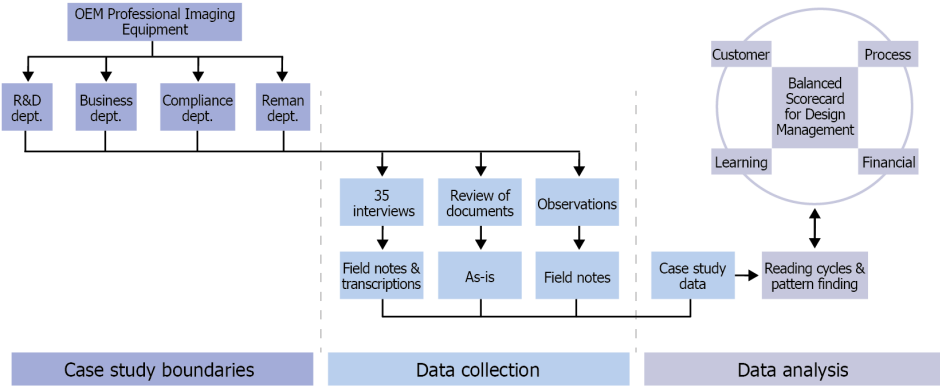 OEM Professional Imaging
Equipment
R&D
dept.
Business
dept.
Compliance
dept.
Reman
dept.
35
interviews
Review of
documents
Observations
Field notes &
transcriptions
As-is
Field notes
Case study
data
Reading cycles &
pattern finding
Customer
Process
Balanced
Scorecard
for Design
Management
Learning
Financial
Case study boundaries
Data collection
Data analysis